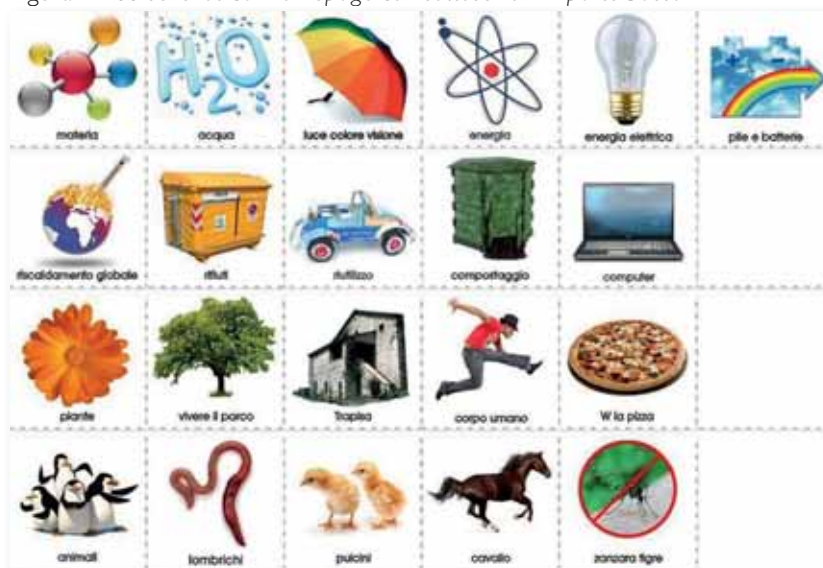 H2O
materia
acqua
luce colore visione
energia
energia elettrica
pile e batterie
riscaldamento globale
rifiuti
riutilizzo
compostaggio
computer
piante
vivere il parco
Trapisa
corpo umano
W la pizza
animali
lombrichi
pulcini
cavallo
zanzara tigre